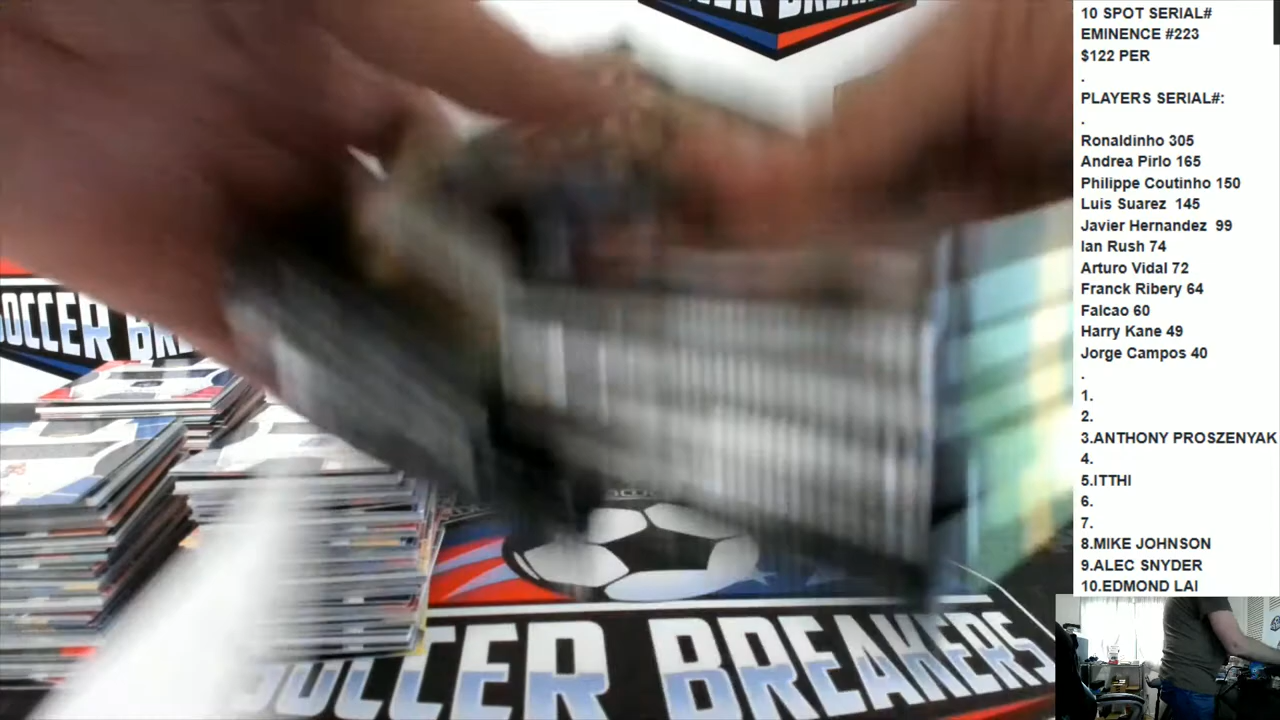 10 SPOT SERIAL#
EMINENCE #223
$122 PER
.
PLAYERS SERIAL#:
.
Ronaldinho 305
Andrea Pirlo 165
Philippe Coutinho 150
Luis Suarez 145
Javier Hernandez 99
Ian Rush 74
Arturo Vidal 72
Franck Ribery 64
Falcao 60
Harry Kane 49
Jorge Campos 40
.
1.
2.
3.ANTHONY PROSZENYAK
4.
5.ITTHI
6.
7.
8.MIKE JOHNSON
9.ALEC SNYDER
10.EDMOND LAI
SOCCER BREAKERS